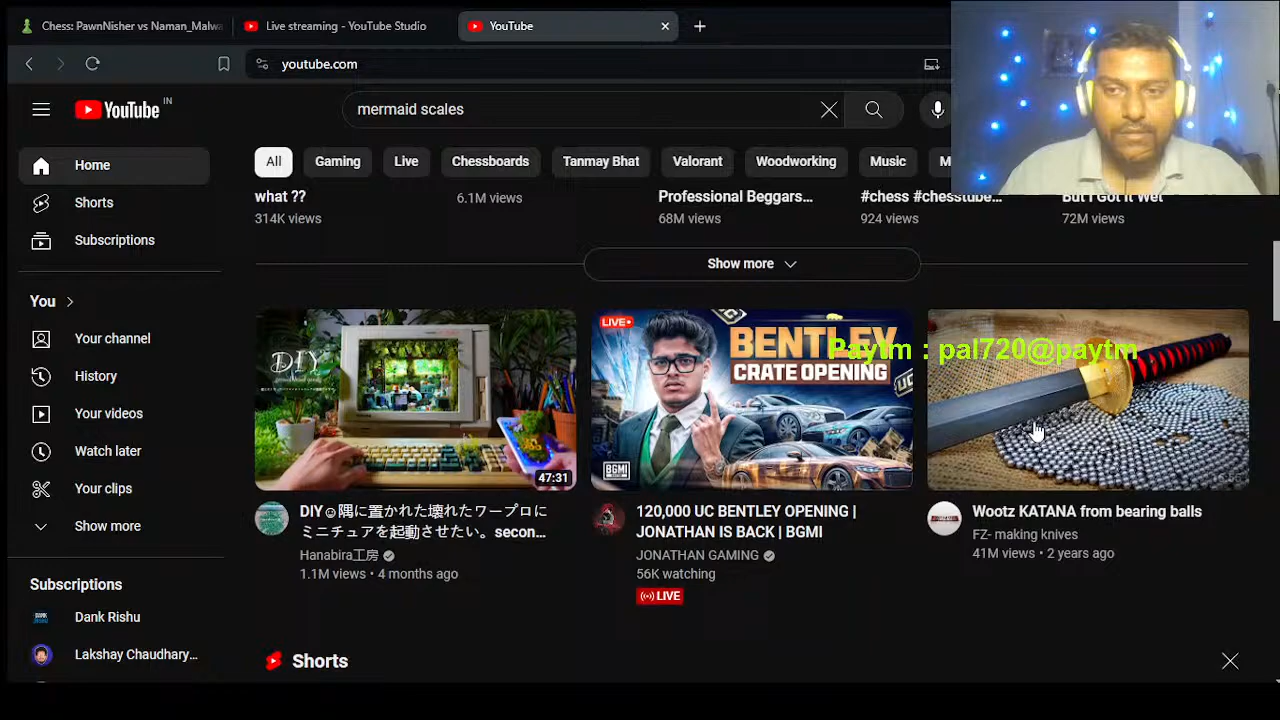 Chess: PawnNisher vs Naman_Malwa
Live streaming - YouTube Studio
YouTube
youtube.com
YouTube IN
mermaid scales
All
Gaming
Live
Chessboards
Tanmay Bhat
Valorant
Woodworking
Music
M
Home
Shorts
Subscriptions
You
Your channel
History
Your videos
Watch later
Your clips
Show more
Subscriptions
Dank Rishu
Lakshay Chaudhary...
what ??
314K views
6.1M views
Professional Beggars...
68M views
#chess #chesstube...
924 views
But I Got It Wet
72M views
Show more
DIY
47:31
DIY☺隅に置かれた壊れたワープロに
ミニチュアを起動させたい。secon...
Hanabira工房
1.1M views • 4 months ago
LIVE
BENTLEY
CRATE OPENING
UC
BGMI
120,000 UC BENTLEY OPENING |
JONATHAN IS BACK | BGMI
JONATHAN GAMING
56K watching
LIVE
Paytm : pal720@paytm
Wootz KATANA from bearing balls
FZ- making knives
41M views • 2 years ago
Shorts